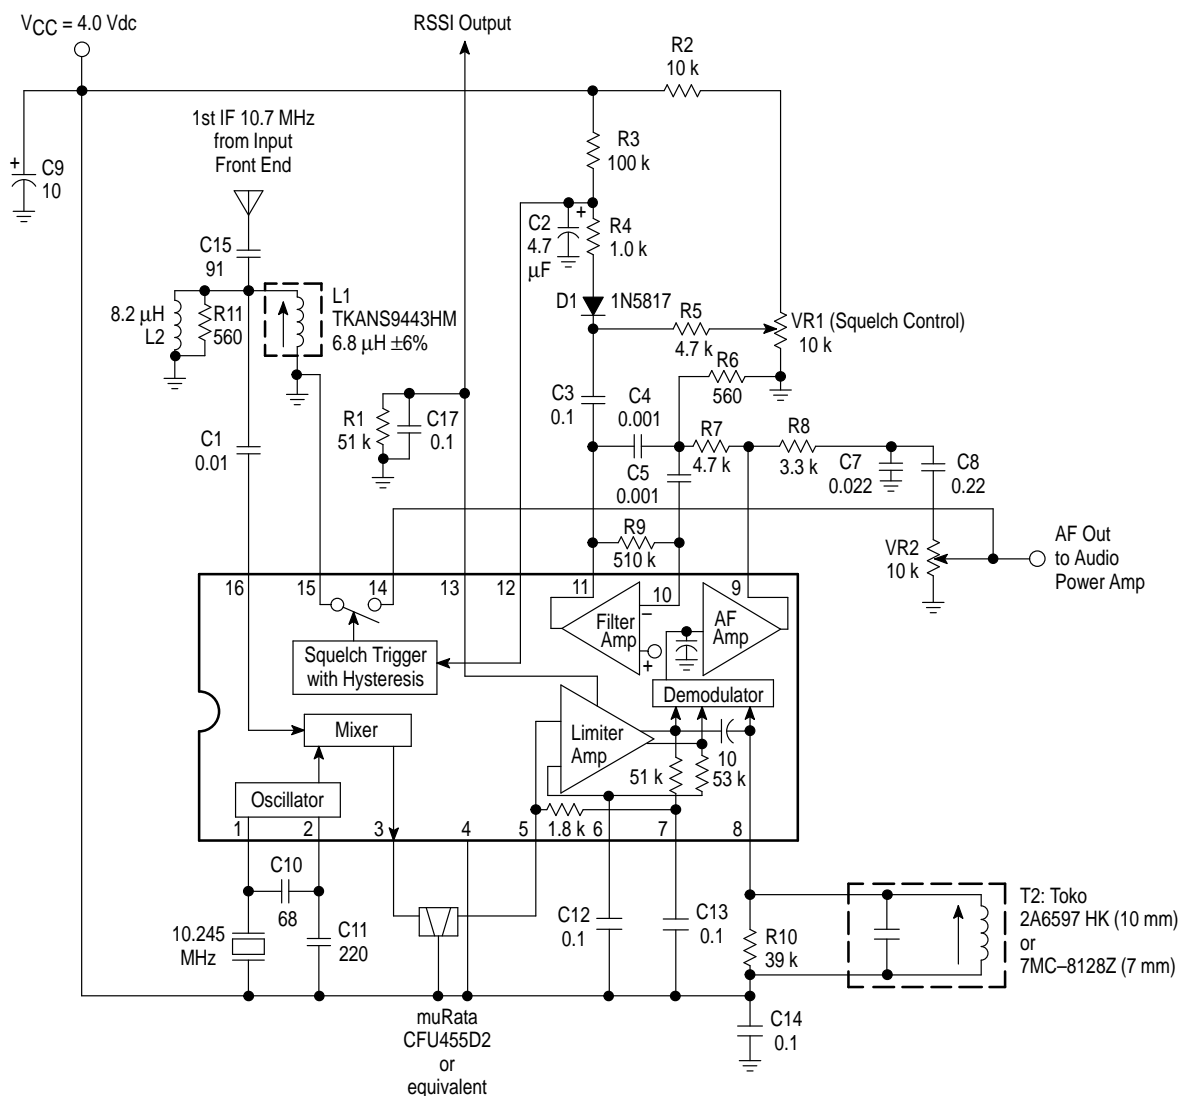 VCC = 4.0 Vdc
RSSI Output
R2
10 k
1st IF 10.7 MHz
from Input
Front End
R3
100 k
+
C9
10
C15
91
C2
4.7
µF
+
R4
1.0 k
D1
1N5817
8.2 µH
L2
R11
560
L1
TKANS9443HM
6.8 µH ±6%
R5
4.7 k
VR1 (Squelch Control)
10 k
R6
560
C3
0.1
C4
0.001
R1
51 k
C17
0.1
C1
0.01
R7
4.7 k
R8
3.3 k
C5
0.001
C7
0.022
C8
0.22
R9
510 k
VR2
10 k
AF Out
to Audio
Power Amp
16
15
14
13
12
11
10
9
Filter
Amp
–
+
AF
Amp
Squelch Trigger
with Hysteresis
Demodulator
Mixer
Limiter
Amp
10
51 k
53 k
Oscillator
1.8 k
1
2
3
4
5
6
7
8
C10
68
10.245
MHz
C11
220
C12
0.1
C13
0.1
R10
39 k
T2: Toko
2A6597 HK (10 mm)
or
7MC–8128Z (7 mm)
C14
0.1
muRata
CFU455D2
or
equivalent